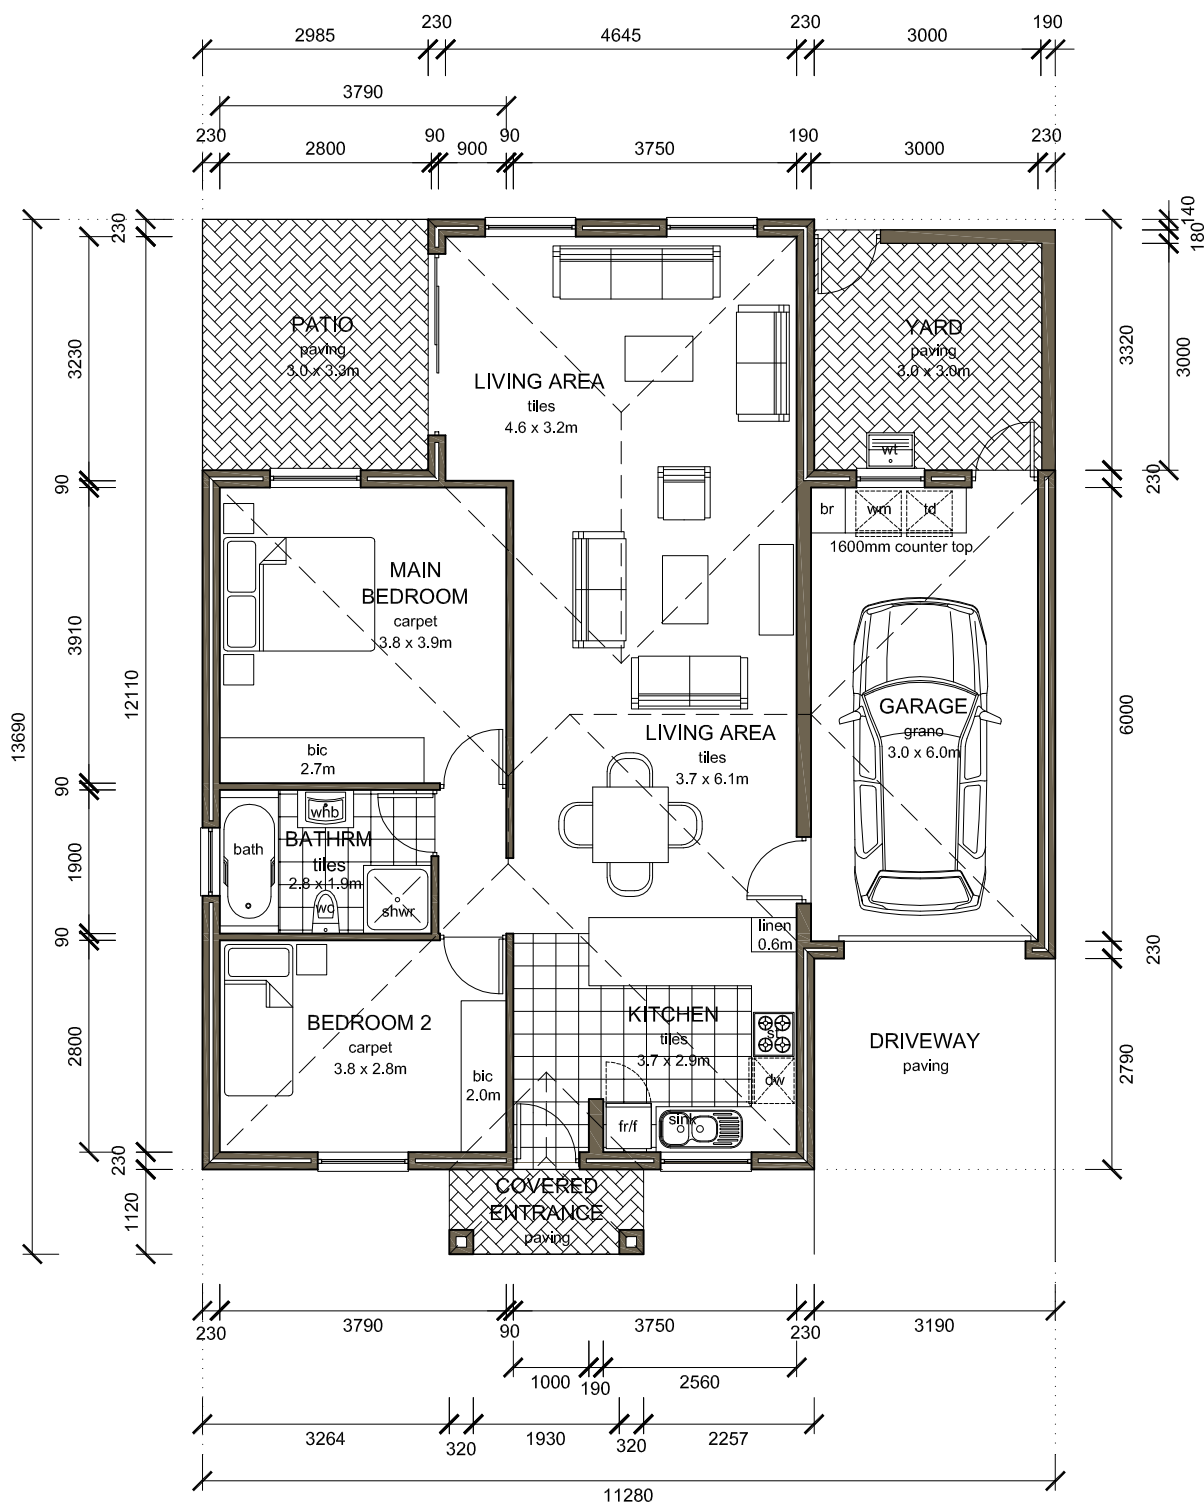 230
230
190
2985
4645
3000
3790
230
90
90
190
230
2800
900
3750
3000
140
180
230
3230
90
3910
90
1900
90
2800
230
1120
12110
13690
3320
3000
230
6000
230
2790
PATIO
paving
3.0 x 3.3m
LIVING AREA
tiles
4.6 x 3.2m
YARD
paving
3.0 x 3.0m
wt
br
wm
td
1600mm counter top
MAIN
BEDROOM
carpet
3.8 x 3.9m
bic
2.7m
LIVING AREA
tiles
3.7 x 6.1m
GARAGE
grano
3.0 x 6.0m
whb
BATHRM
bath
tiles
2.8 x 1.9m
wc
shwr
linen
0.6m
BEDROOM 2
carpet
3.8 x 2.8m
bic
2.0m
KITCHEN
tiles
3.7 x 2.9m
st
dw
fr/f
sink
DRIVEWAY
paving
COVERED
ENTRANCE
paving
230
3790
90
3750
230
3190
1000
190
2560
3264
320
1930
320
2257
11280